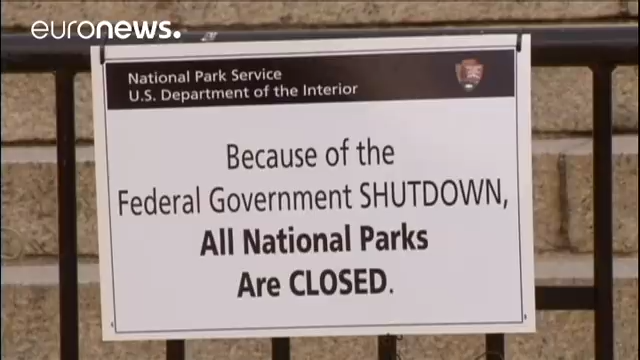 euronews.
National Park Service
U.S. Department of the Interior
Because of the
Federal Government SHUTDOWN,
All National Parks
Are CLOSED.